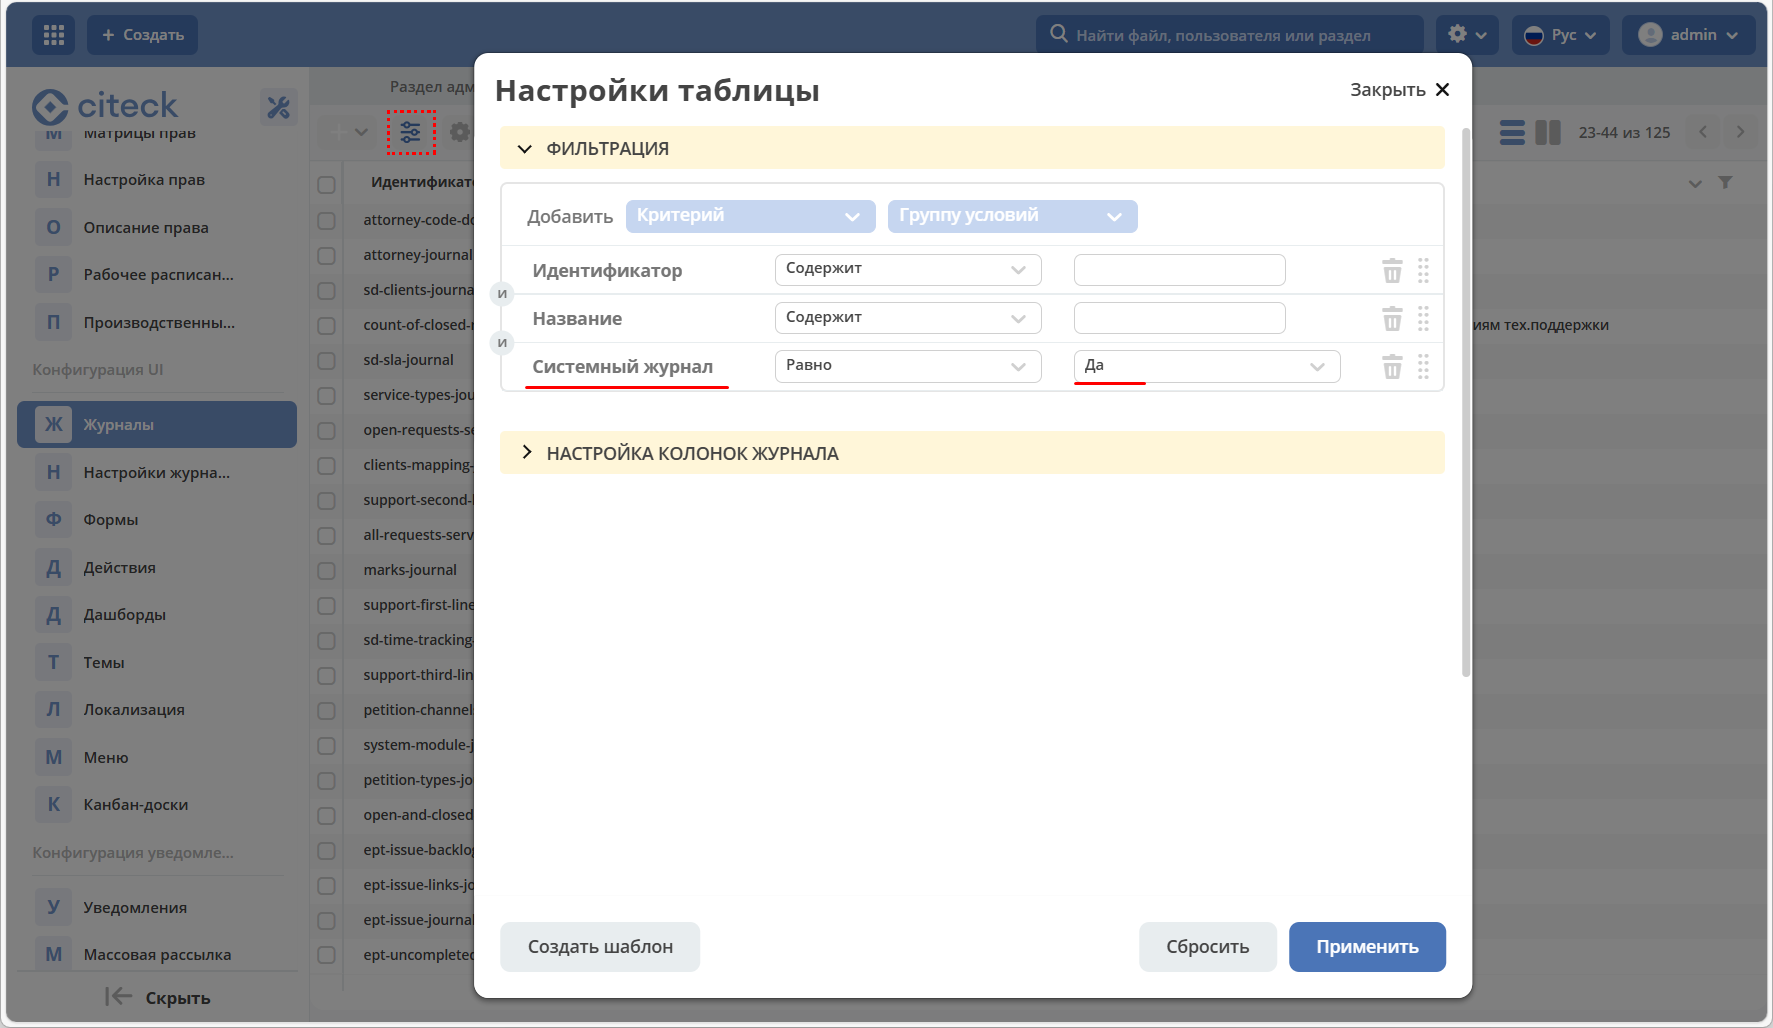 + Создать
Найти файл, пользователя или раздел
Рус
admin
citeck
М Матрицы прав
Н Настройка прав
О Описание права
Р Рабочее расписан...
П Производственны...
Конфигурация UI
Ж Журналы
Н Настройки журна...
Ф Формы
Д Действия
Д Дашборды
Т Темы
Л Локализация
М Меню
К Канбан-доски
Конфигурация уведомле...
У Уведомления
М Массовая рассылка
Скрыть
Раздел адм
23-44 из 125
Идентификат
attorney-code-do
attorney-journal
sd-clients-journa
count-of-closed-
иям тех.поддержки
sd-sla-journal
service-types-jou
open-requests-se
clients-mapping-
support-second-l
all-requests-serv
marks-journal
support-first-line
sd-time-tracking
support-third-lin
petition-channel
system-module-j
petition-types-jo
open-and-closed
ept-issue-backlo
ept-issue-links-jo
ept-issue-journal
ept-uncompleted
Настройки таблицы
Закрыть
ФИЛЬТРАЦИЯ
Добавить Критерий Группу условий
Идентификатор Содержит
и
Название Содержит
и
Системный журнал Равно Да
НАСТРОЙКА КОЛОНОК ЖУРНАЛА
Создать шаблон
Сбросить
Применить